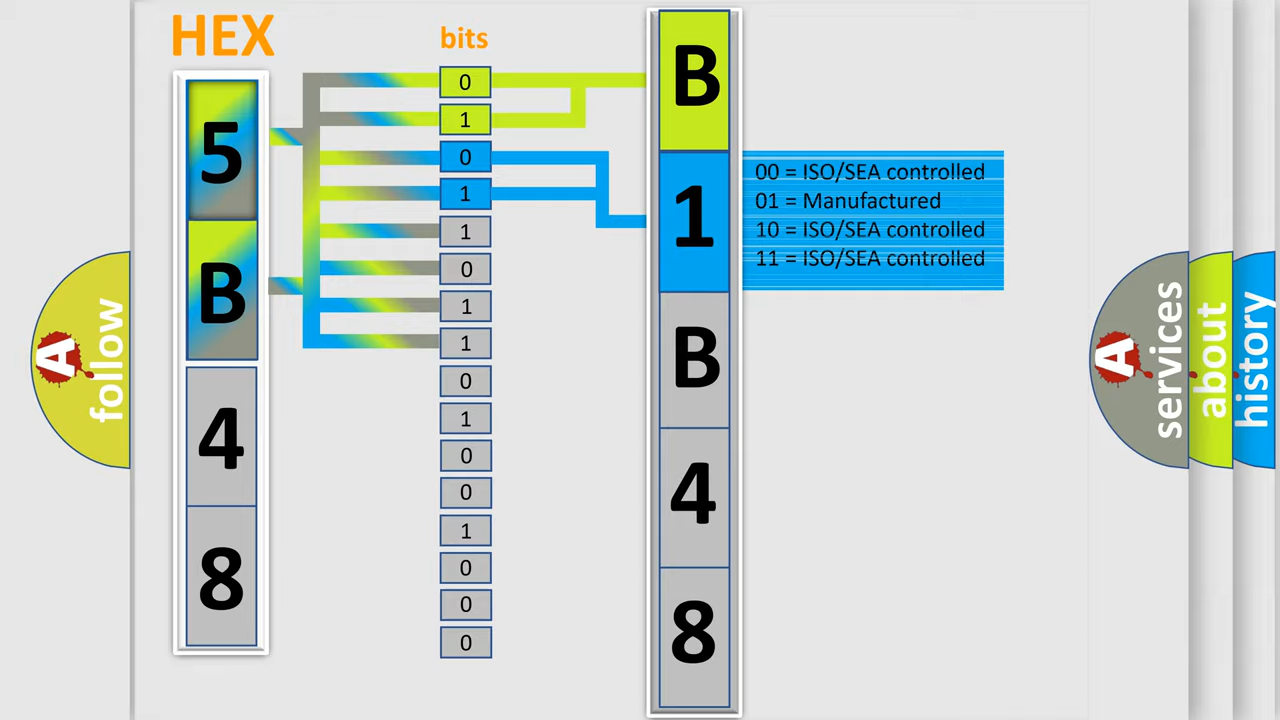 HEX
bits
5
B
4
8
0
1
0
1
1
0
1
1
0
1
0
0
1
0
0
0
B
1
B
4
8
00 = ISO/SEA controlled
01 = Manufactured
10 = ISO/SEA controlled
11 = ISO/SEA controlled
A
follow
A
services
about
history